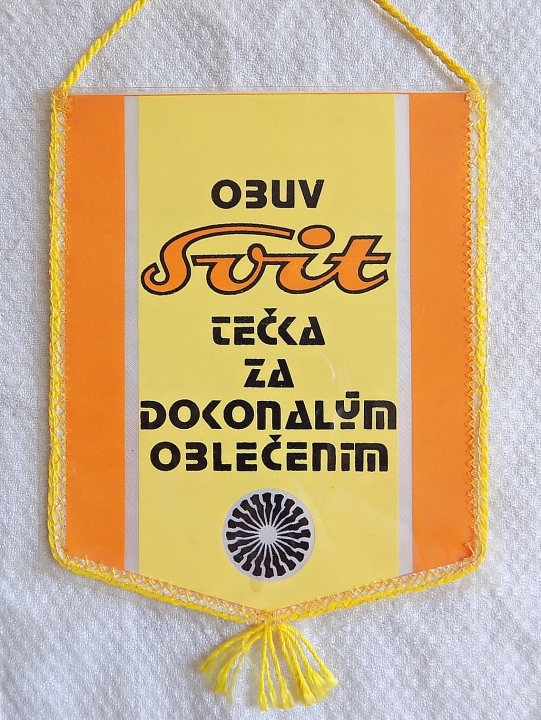 OBUV
Svit
TEČKA
ZA
DOKONALÝM
OBLEČENÍM